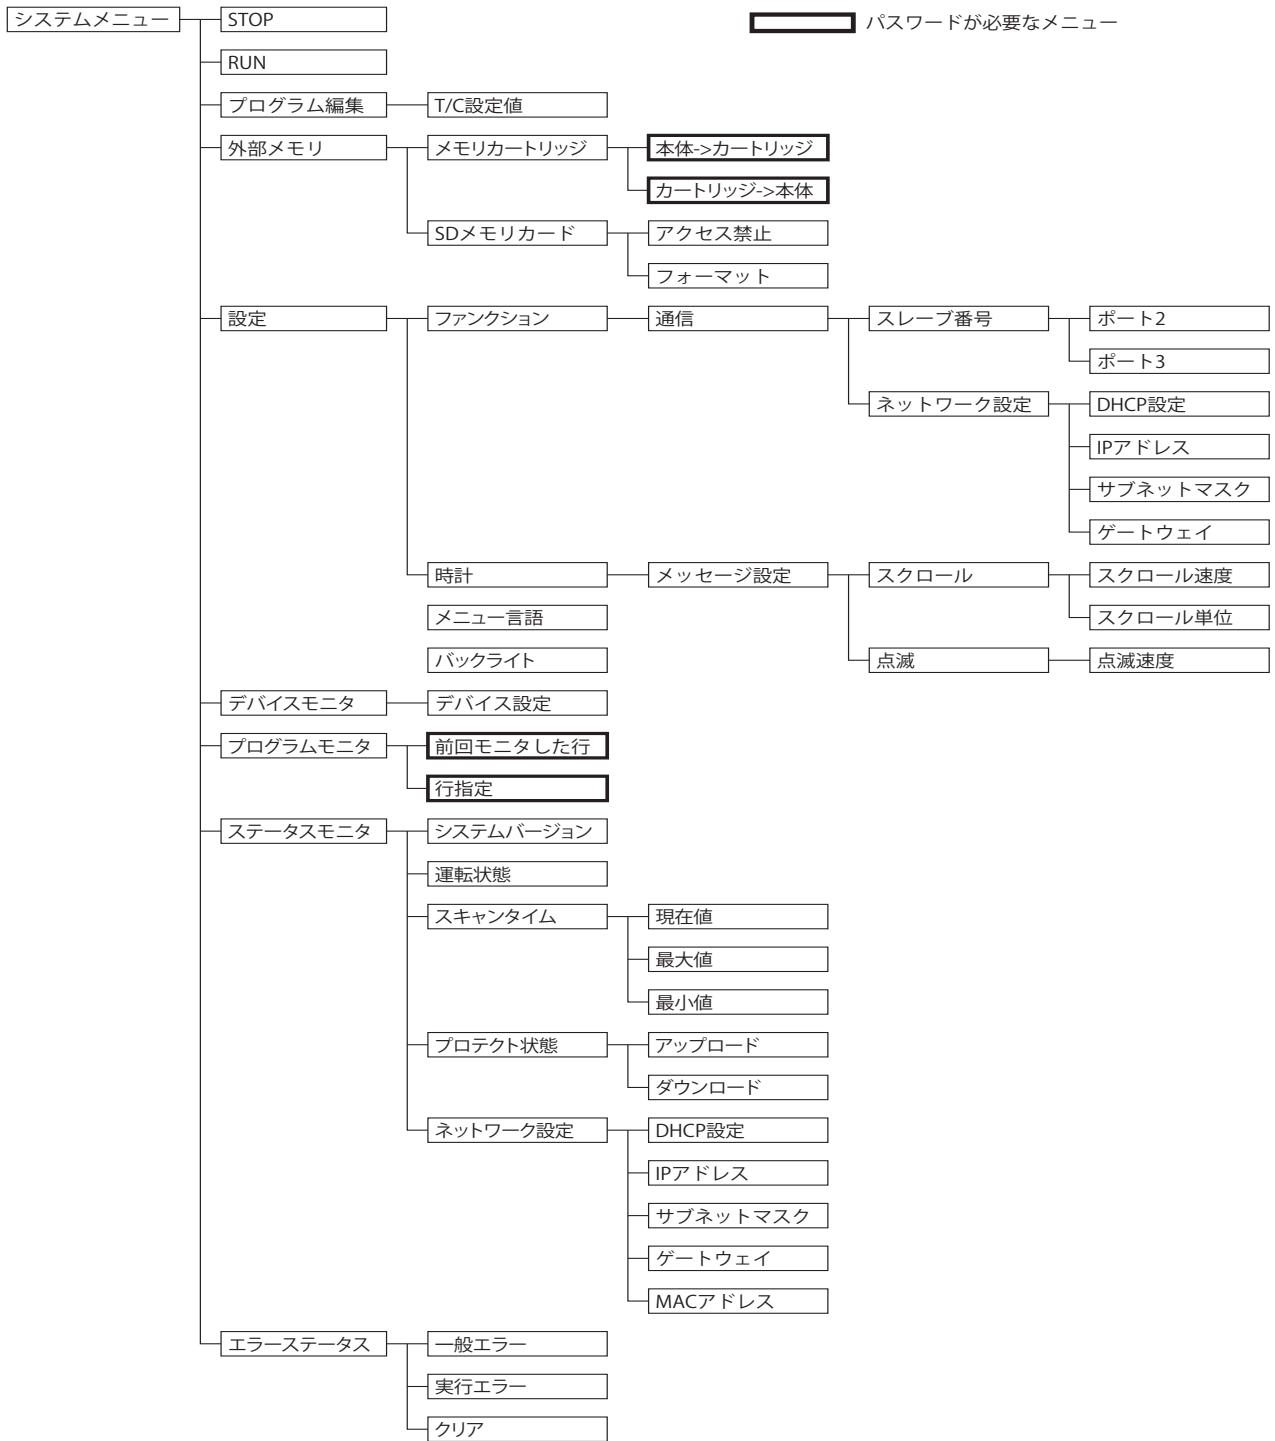 システムメニュー
STOP
パスワードが必要なメニュー
RUN
プログラム編集
T/C設定値
外部メモリ
メモリカートリッジ
本体->カートリッジ
カートリッジ->本体
SDメモリカード
アクセス禁止
フォーマット
設定
ファンクション
通信
スレーブ番号
ポート2
ポート3
ネットワーク設定
DHCP設定
IPアドレス
サブネットマスク
ゲートウェイ
時計
メッセージ設定
スクロール
スクロール速度
メニュー言語
スクロール単位
バックライト
点滅
点滅速度
デバイスモニタ
デバイス設定
プログラムモニタ
前回モニタした行
行指定
ステータスモニタ
システムバージョン
運転状態
スキャンタイム
現在値
最大値
最小値
プロテクト状態
アップロード
ダウンロード
ネットワーク設定
DHCP設定
IPアドレス
サブネットマスク
ゲートウェイ
MACアドレス
エラーステータス
一般エラー
実行エラー
クリア